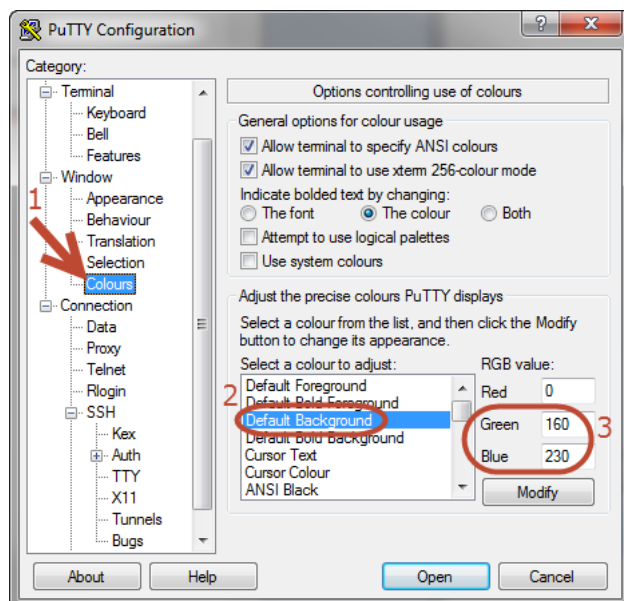 PuTTY Configuration
?
X
Category:
Terminal
Keyboard
Bell
Features
Window
Appearance
Behaviour
Translation
Selection
Colours
Connection
Data
Proxy
Telnet
Rlogin
SSH
Kex
Auth
TTY
X11
Tunnels
Bugs
1
Options controlling use of colours
General options for colour usage
Allow terminal to specify ANSI colours
Allow terminal to use xterm 256-colour mode
Indicate bolded text by changing:
The font The colour Both
Attempt to use logical palettes
Use system colours
Adjust the precise colours PuTTY displays
Select a colour from the list, and then click the Modify
button to change its appearance.
Select a colour to adjust:
Default Foreground
Default Bold Foreground
Default Background
Default Bold Background
Cursor Text
Cursor Colour
ANSI Black
2
RGB value:
Red 0
Green 160
Blue 230
3
Modify
About Help Open Cancel